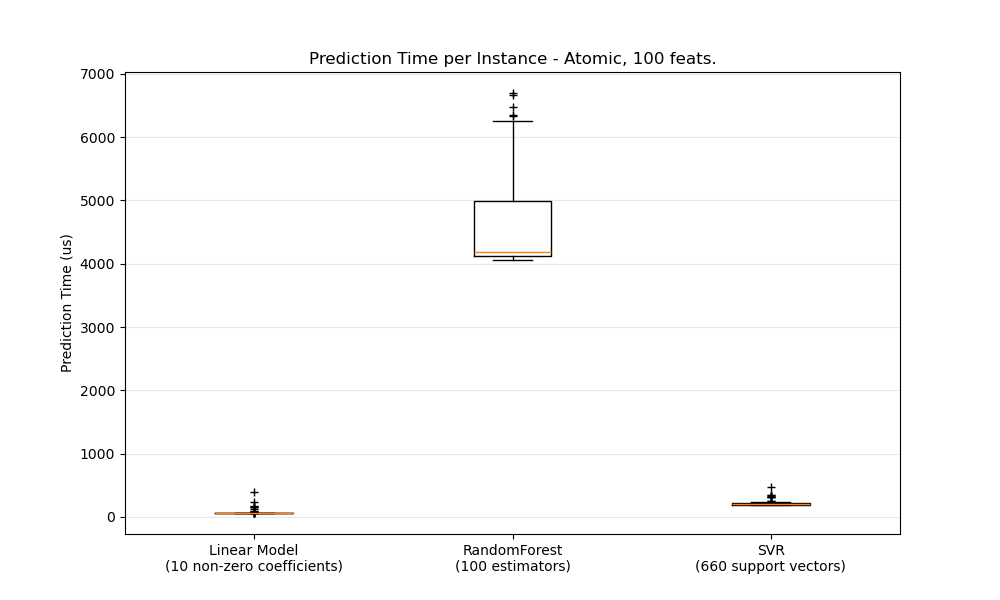 Prediction Time per Instance - Atomic, 100 feats.
7000
6000
5000
4000
3000
2000
1000
0
Prediction Time (us)
Linear Model
(10 non-zero coefficients)
RandomForest
(100 estimators)
SVR
(660 support vectors)